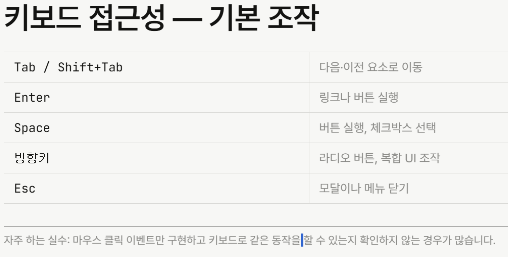 키보드 접근성 — 기본 조작
Tab / Shift+Tab 다음·이전 요소로 이동
Enter 링크나 버튼 실행
Space 버튼 실행, 체크박스 선택
방향키 라디오 버튼, 복합 UI 조작
Esc 모달이나 메뉴 닫기
자주 하는 실수: 마우스 클릭 이벤트만 구현하고 키보드로 같은 동작을 할 수 있는지 확인하지 않는 경우가 많습니다.